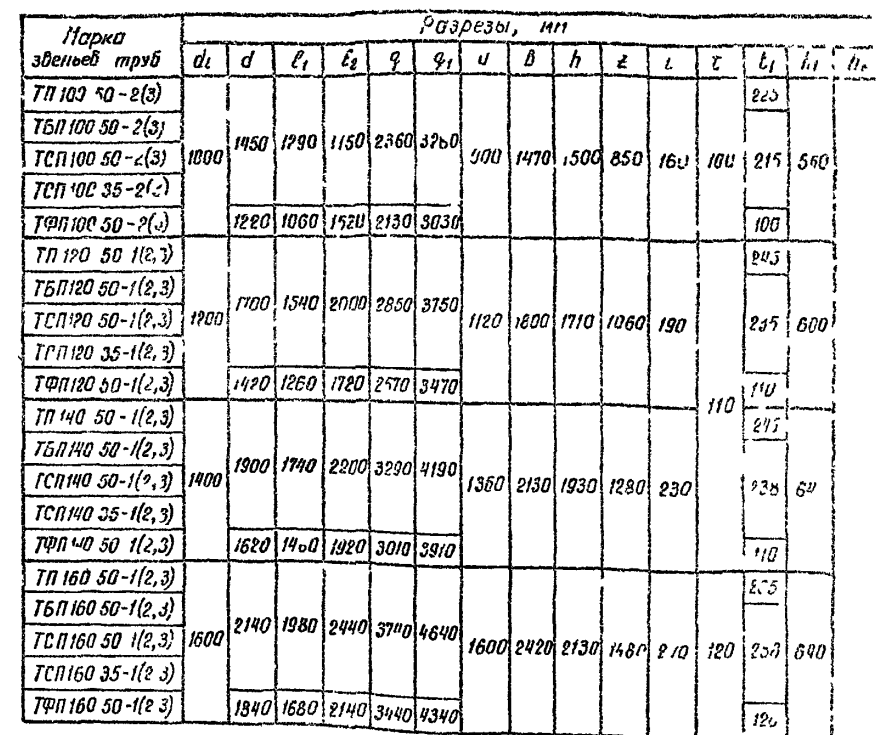 Марка звеньев труб | Разрезы, мм
d₁ d ℓ₁ ℓ₂ q q₁ и в h z ι τ t₁ h₁
ТП 100 50-2(3)
ТБП 100 50-2(3)
ТСП 100 50-2(3) 1000 1450 1290 2360 900 1470 1500 850 160 100 215 560
ТСП 100 35-2
ТФП 100 50-2 1220 1060 1520 2130 3030 100
ТП 120 50 1(2,3) 245
ТБП 120 50-1(2,3)
ТСП 120 50-1(2,3) 1200 1700 1540 2000 2850 3750 1120 1800 1710 1060 190 235 600
120 35-1(2,3)
ТФП 120 50-1(2,3) 1420 1260 1720 2570 3470 110
110
ТП 140 50-1(2,3) 245
ТБП 140 50-1(2,3)
ТСП 140 50-1(2,3) 1400 1900 1740 2200 3290 4190 1360 2130 1930 1280 230
ТСП 140 35-1(2,3)
ТФП 50 1(2,3) 1620 1920 3010 3910 110
ТП 160 50-1(2,3)
ТБП 160 50-1(2,3)
ТСП 160 50 1(2,3) 1600 2140 1980 2440 3740 4640 1600 2420 2130 1480 120 640
ТСП 160 35-1(2 3)
ТФП 160 50-1(2 3) 1840 1680 2140 3440 4340 120